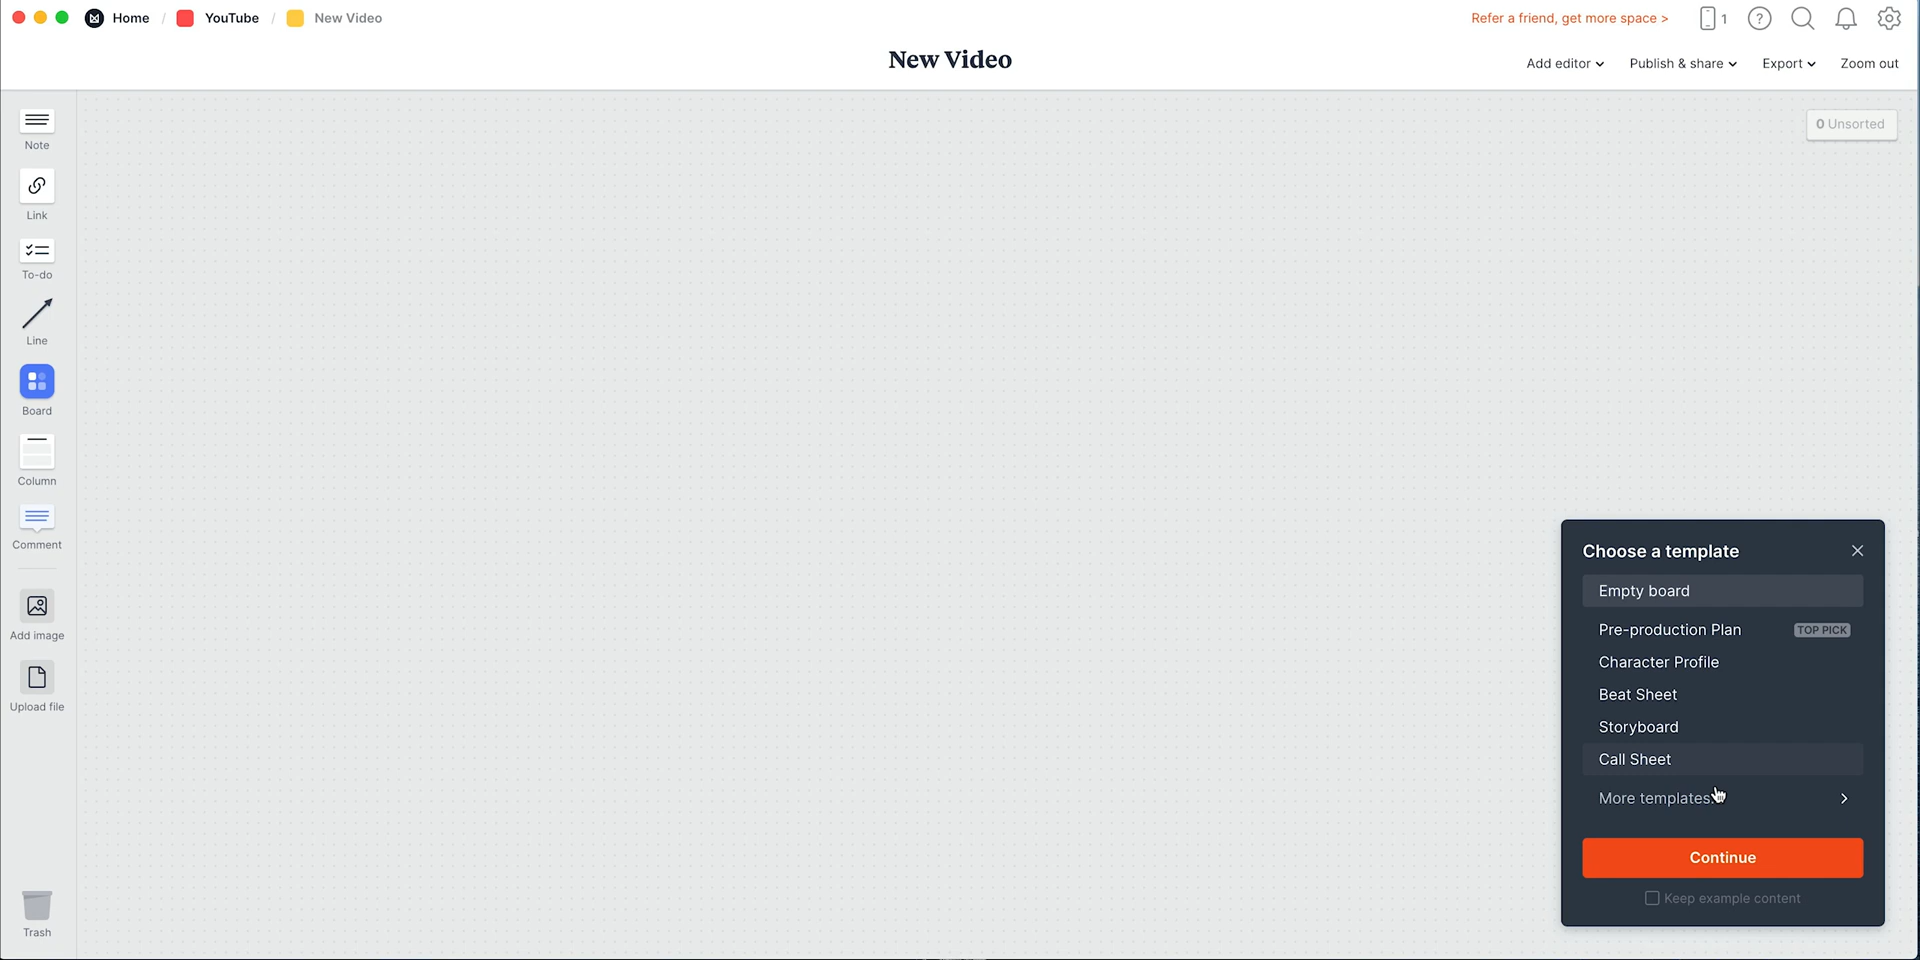 Home / YouTube / New Video
Refer a friend, get more space >
1
?
New Video
Add editor
Publish & share
Export
Zoom out
0 Unsorted
Note
Link
To-do
Line
Board
Column
Comment
Add image
Upload file
Trash
Choose a template
Empty board
Pre-production Plan TOP PICK
Character Profile
Beat Sheet
Storyboard
Call Sheet
More templates
Continue
Keep example content